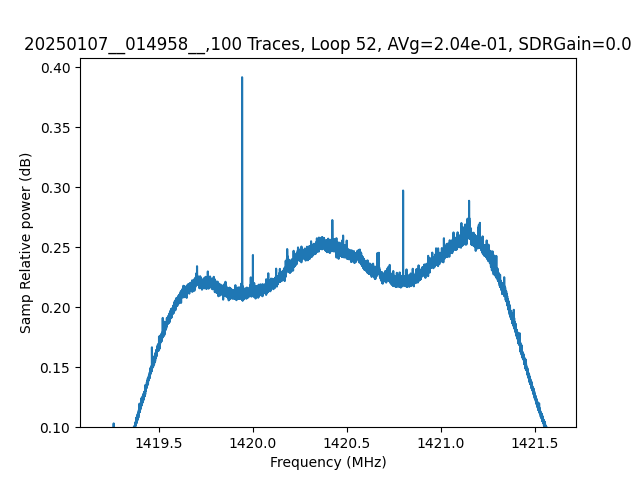 20250107__014958__,100 Traces, Loop 52, AVg=2.04e-01, SDRGain=0.0
0.40
0.35
0.30
0.25
0.20
0.15
0.10
Samp Relative power (dB)
1419.5 1420.0 1420.5 1421.0 1421.5
Frequency (MHz)